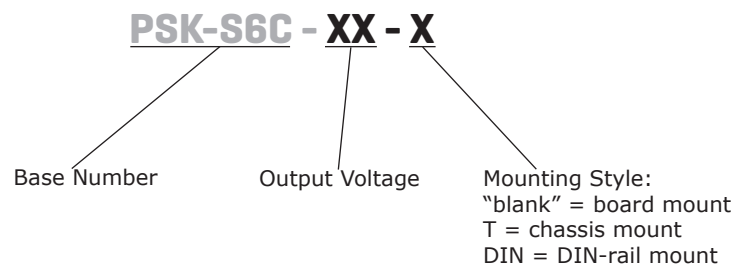 PSK-S6C - XX - X
Base Number
Output Voltage
Mounting Style:
“blank” = board mount
T = chassis mount
DIN = DIN-rail mount